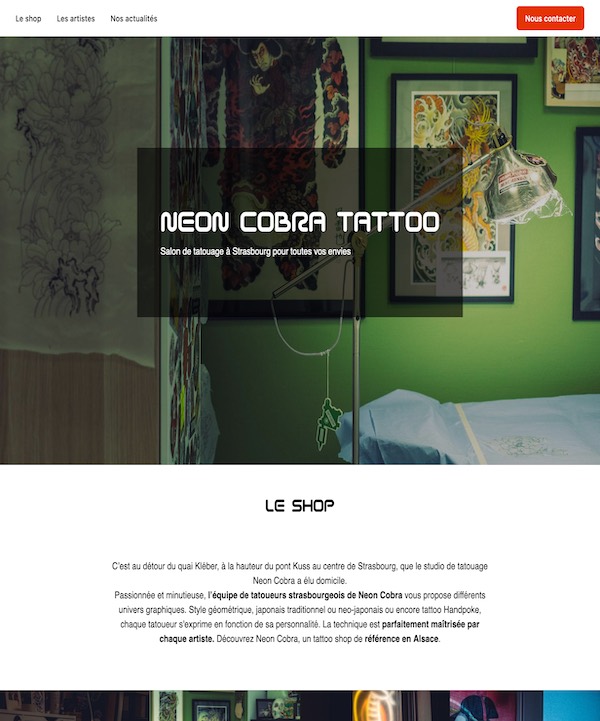 Le shop
Les artistes
Nos actualités
Nous contacter
NEON COBRA TATTOO
Salon de tatouage à Strasbourg pour toutes vos envies
LE SHOP
C'est au détour du quai Kléber, à la hauteur du pont Kuss au centre de Strasbourg, que le studio de tatouage
Neon Cobra a élu domicile.
Passionnée et minutieuse, l'équipe de tatoueurs strasbourgeois de Neon Cobra vous propose différents
univers graphiques. Style géométrique, japonais traditionnel ou neo-japonais ou encore tattoo Handpoke,
chaque tatoueur s'exprime en fonction de sa personnalité. La technique est parfaitement maîtrisée par
chaque artiste. Découvrez Neon Cobra, un tattoo shop de référence en Alsace.